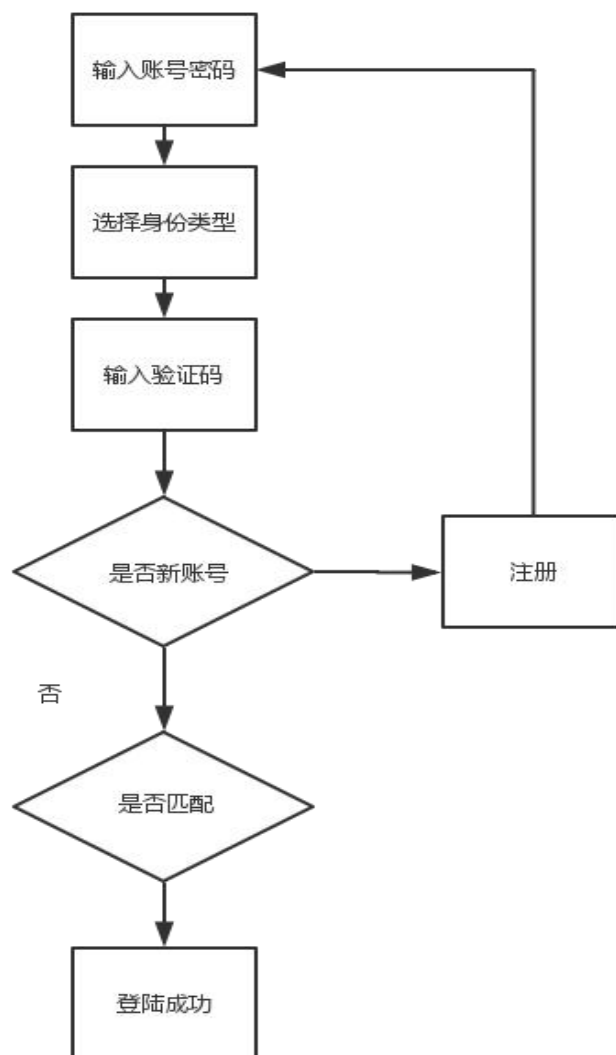 输入账号密码
选择身份类型
输入验证码
是否新账号
注册
否
是否匹配
登陆成功